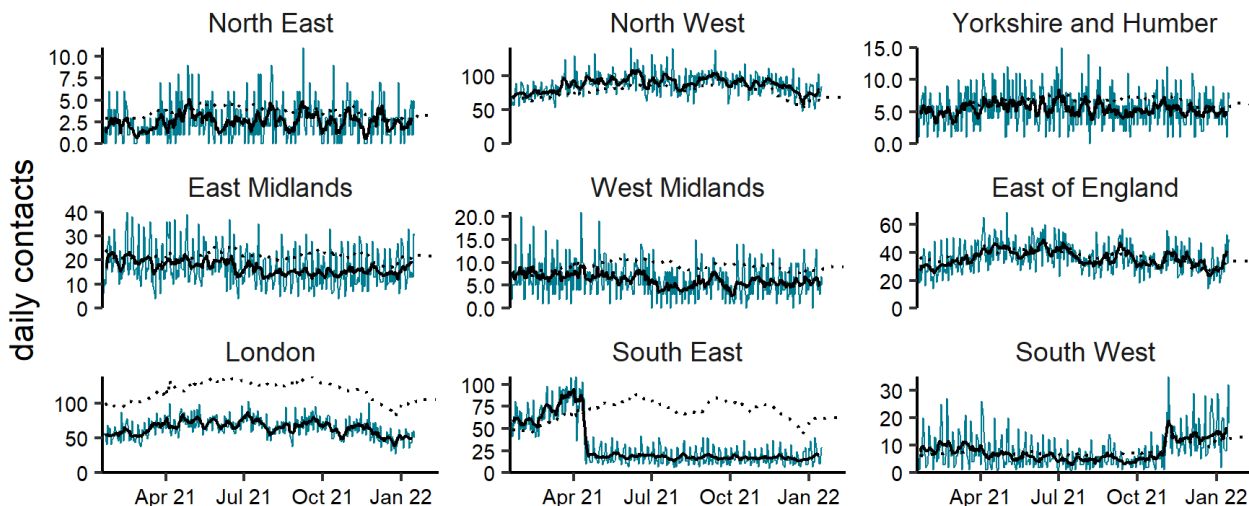 North East
North West
Yorkshire and Humber
10.0
7.5
5.0
2.5
0.0
100
50
0
15.0
10.0
5.0
0.0
East Midlands
West Midlands
East of England
40
30
20
10
0
20.0
15.0
10.0
5.0
0.0
60
40
20
0
daily contacts
London
South East
South West
100
50
0
100
75
50
25
0
30
20
10
0
Apr 21 Jul 21 Oct 21 Jan 22
Apr 21 Jul 21 Oct 21 Jan 22
Apr 21 Jul 21 Oct 21 Jan 22